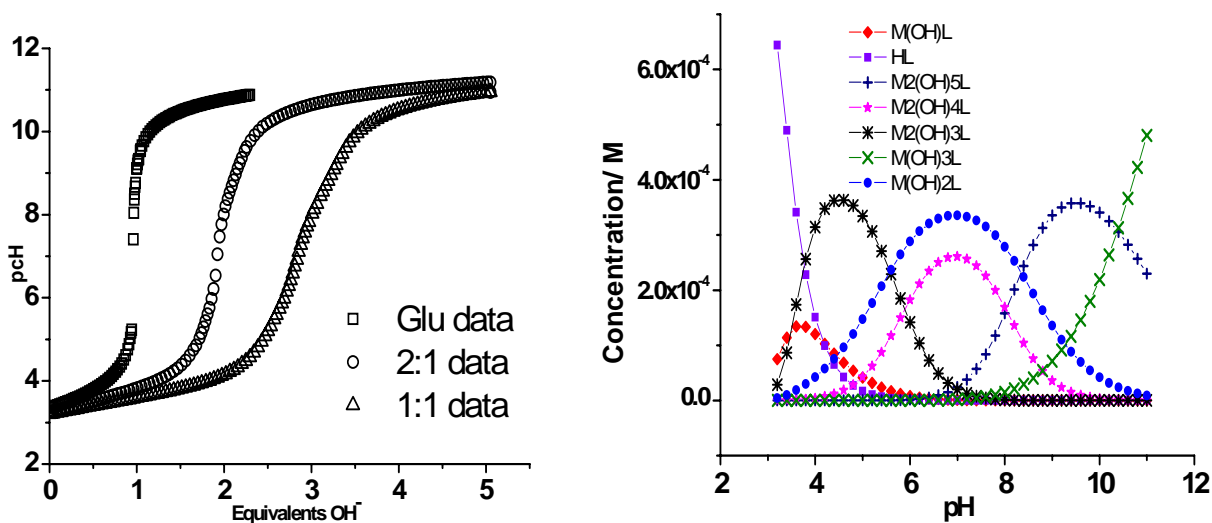 12
10
8
6
4
2
pcH
0
1
2
3
4
5
Equivalents OH-
Glu data
2:1 data
1:1 data
6.0x10-4
4.0x10-4
2.0x10-4
0.0
Concentration/ M
4
6
8
10
12
pH
M(OH)L
HL
M2(OH)5L
M2(OH)4L
M2(OH)3L
M(OH)3L
M(OH)2L